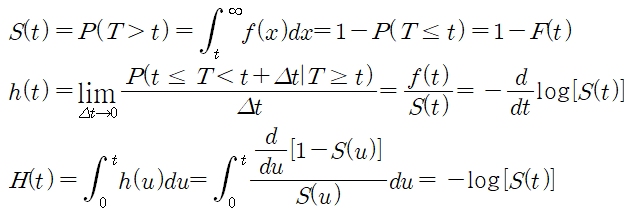 S(t) = P(T > t) = ∫_t^∞ f(x)dx = 1 − P(T ≤ t) = 1 − F(t)
h(t) = lim_{Δt→0} P(t ≤ T < t + Δt | T ≥ t) / Δt = f(t) / S(t) = − d/dt log[S(t)]
H(t) = ∫_0^t h(u)du = ∫_0^t (d/du [1 − S(u)]) / S(u) du = −log[S(t)]